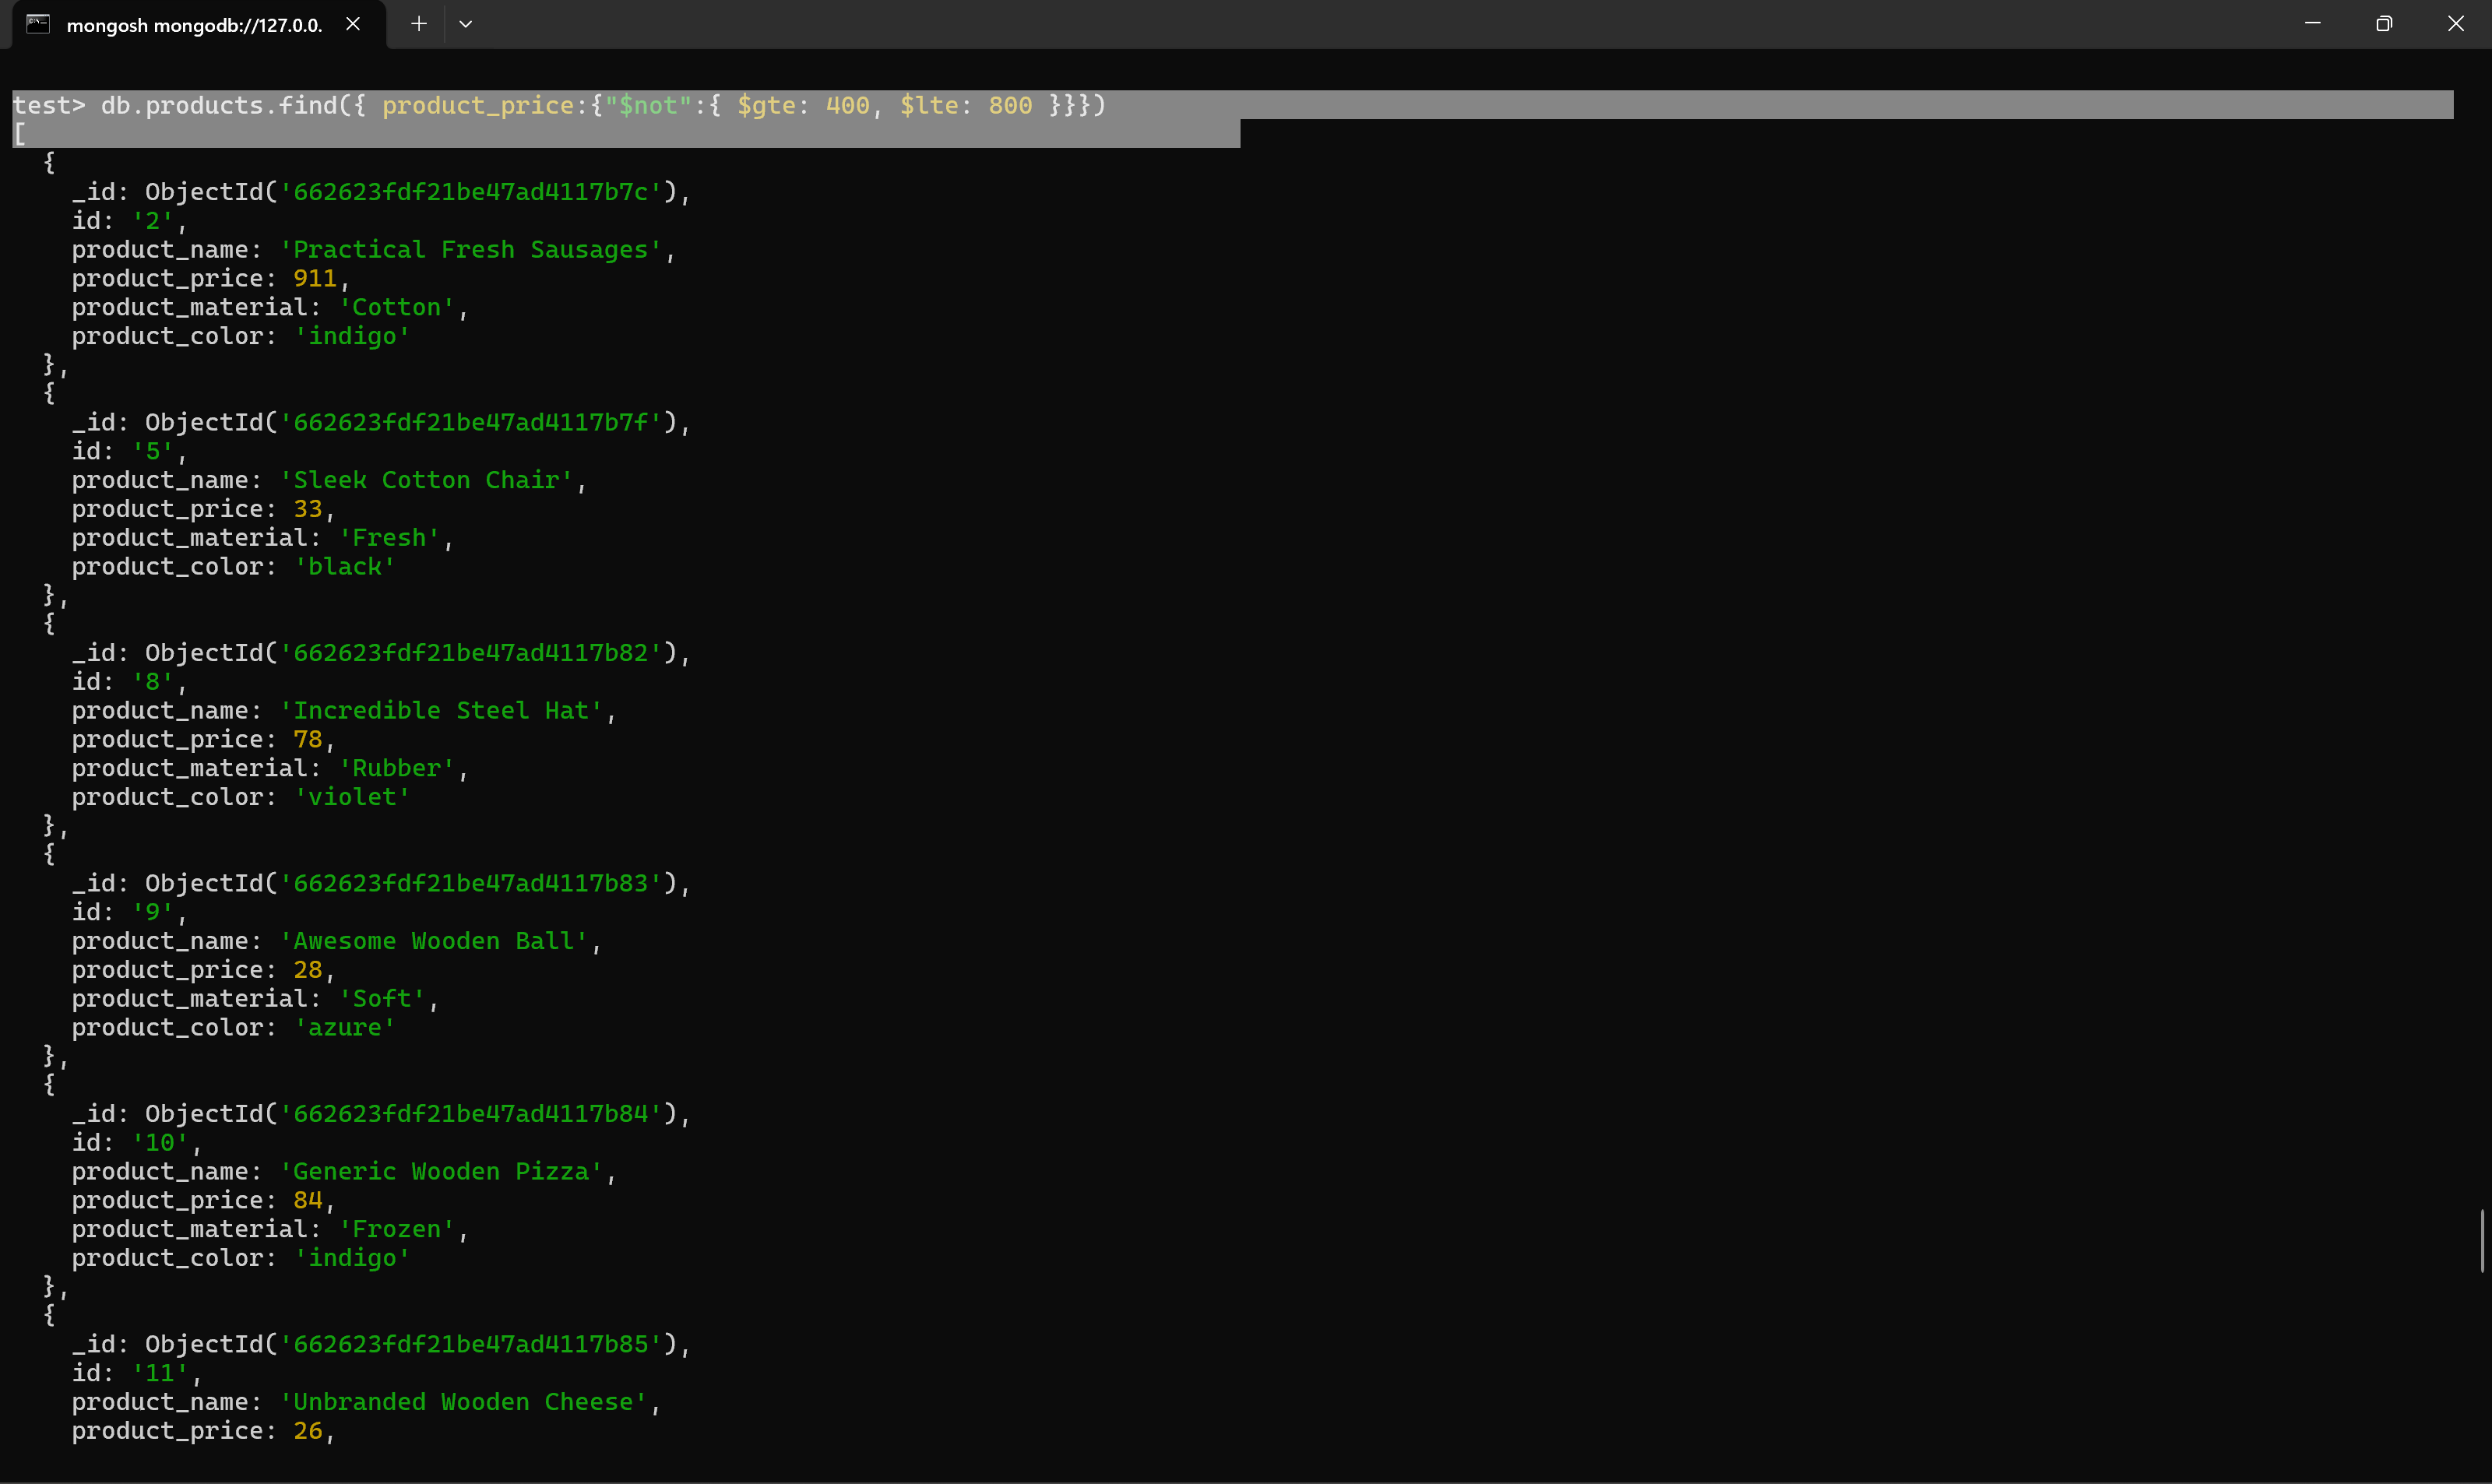 mongosh mongodb://127.0.0.
test> db.products.find({ product_price:{"$not":{ $gte: 400, $lte: 800 }}})
[
  {
    _id: ObjectId('662623fdf21be47ad4117b7c'),
    id: '2',
    product_name: 'Practical Fresh Sausages',
    product_price: 911,
    product_material: 'Cotton',
    product_color: 'indigo'
  },
  {
    _id: ObjectId('662623fdf21be47ad4117b7f'),
    id: '5',
    product_name: 'Sleek Cotton Chair',
    product_price: 33,
    product_material: 'Fresh',
    product_color: 'black'
  },
  {
    _id: ObjectId('662623fdf21be47ad4117b82'),
    id: '8',
    product_name: 'Incredible Steel Hat',
    product_price: 78,
    product_material: 'Rubber',
    product_color: 'violet'
  },
  {
    _id: ObjectId('662623fdf21be47ad4117b83'),
    id: '9',
    product_name: 'Awesome Wooden Ball',
    product_price: 28,
    product_material: 'Soft',
    product_color: 'azure'
  },
  {
    _id: ObjectId('662623fdf21be47ad4117b84'),
    id: '10',
    product_name: 'Generic Wooden Pizza',
    product_price: 84,
    product_material: 'Frozen',
    product_color: 'indigo'
  },
  {
    _id: ObjectId('662623fdf21be47ad4117b85'),
    id: '11',
    product_name: 'Unbranded Wooden Cheese',
    product_price: 26,